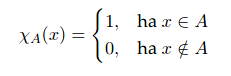 χ_A(x) = { 1, ha x ∈ A
0, ha x ∉ A